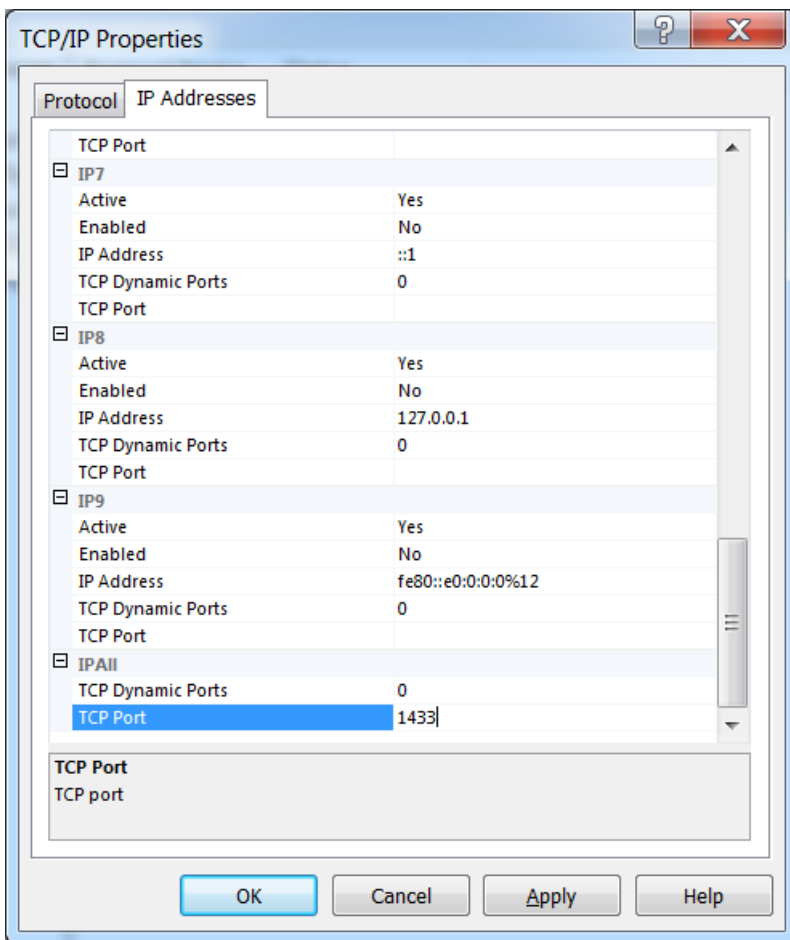 TCP/IP Properties
Protocol IP Addresses
TCP Port
IP7
Active Yes
Enabled No
IP Address ::1
TCP Dynamic Ports 0
TCP Port
IP8
Active Yes
Enabled No
IP Address 127.0.0.1
TCP Dynamic Ports 0
TCP Port
IP9
Active Yes
Enabled No
IP Address fe80::e0:0:0:0%12
TCP Dynamic Ports 0
TCP Port
IPAll
TCP Dynamic Ports 0
TCP Port 1433
TCP Port
TCP port
OK Cancel Apply Help